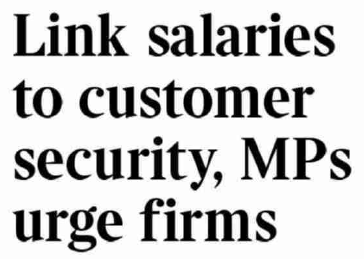 Link salaries
to customer
security, MPs
urge firms